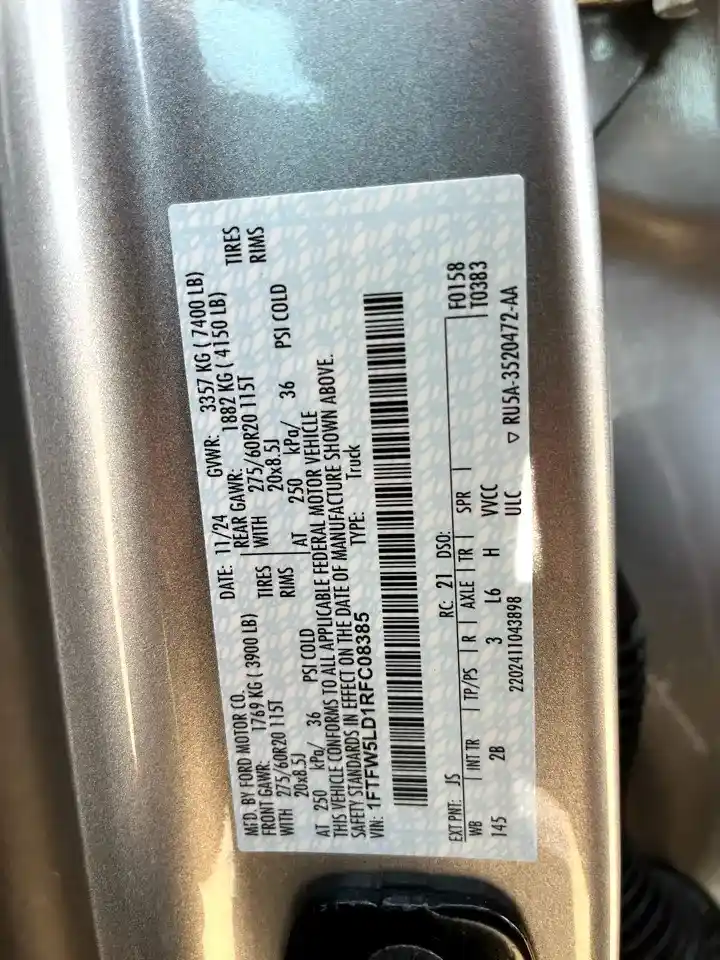 MFD. BY FORD MOTOR CO.
DATE: 11/24 GVWR: 3357 KG ( 7400 LB)
FRONT GAWR: 1769 KG ( 3900 LB)
REAR GAWR: 1882 KG ( 4150 LB)
WITH 275/60R20 115T TIRES
WITH 275/60R20 115T TIRES
20x8.5J RIMS
20x8.5J RIMS
AT 250 kPa/ 36 PSI COLD
AT 250 kPa/ 36 PSI COLD
THIS VEHICLE CONFORMS TO ALL APPLICABLE FEDERAL MOTOR VEHICLE
SAFETY STANDARDS IN EFFECT ON THE DATE OF MANUFACTURE SHOWN ABOVE.
VIN: 1FTFW5LD1RFC08385 TYPE: Truck
F0158
T0383
EXT PNT: JS RC: 21 DSO:
WB INT TR TP/PS R AXLE TR SPR
145 2B 3 L6 H VVCC
2202411043898 ULC ▽ RU5A-3520472-AA